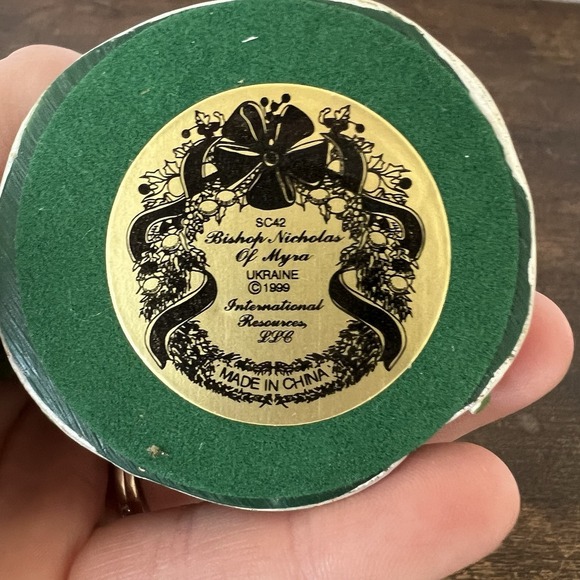 SC42
Bishop Nicholas
Of Myra
UKRAINE
©1999
International
Resources,
LLC
MADE IN CHINA